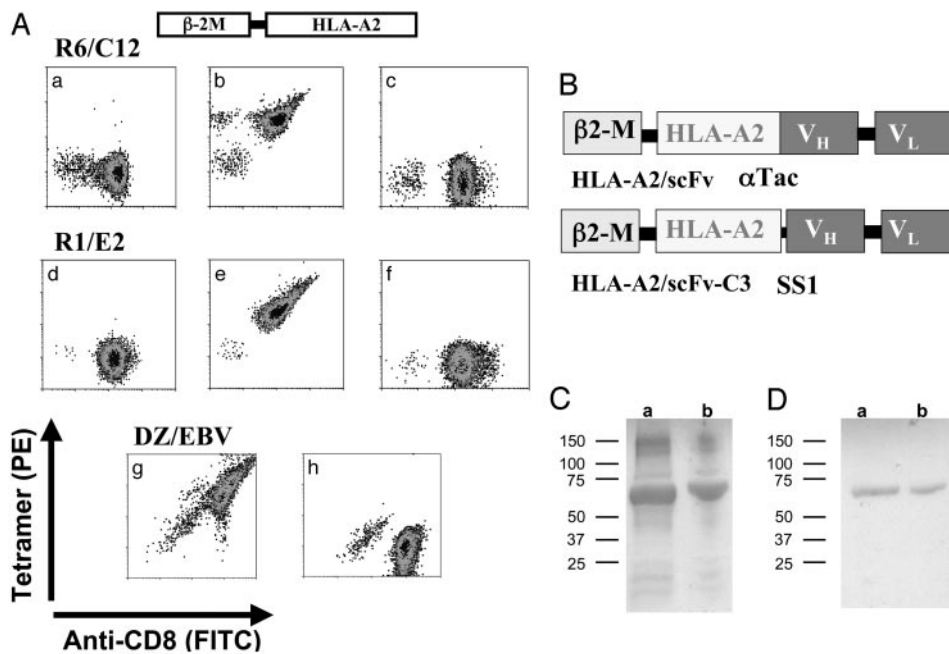 A
β-2M
HLA-A2
R6/C12
a
b
c
R1/E2
d
e
f
DZ/EBV
g
h
Tetramer (PE)
Anti-CD8 (FITC)
B
β2-M
HLA-A2
VH
VL
HLA-A2/scFv αTac
β2-M
HLA-A2
VH
VL
HLA-A2/scFv-C3 SS1
C
a
b
150
100
75
50
37
25
D
a
b
150
100
75
50
37
25